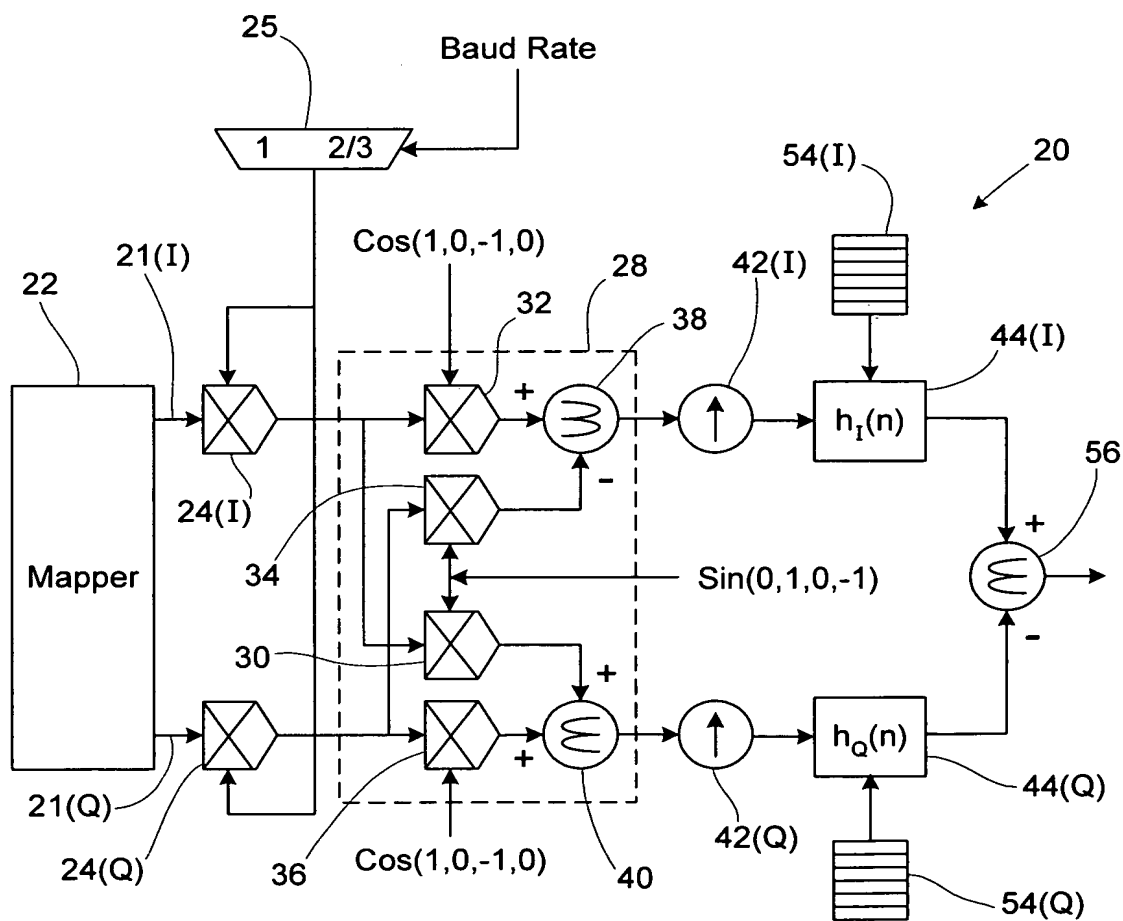 25
Baud Rate
1 2/3
20
54(I)
Cos(1,0,-1,0)
21(I)
28
42(I)
22
32
38
44(I)
+
hI(n)
-
24(I)
56
+
34
Mapper
Sin(0,1,0,-1)
-
30
+
hQ(n)
+
21(Q)
36
44(Q)
42(Q)
Cos(1,0,-1,0)
40
24(Q)
54(Q)